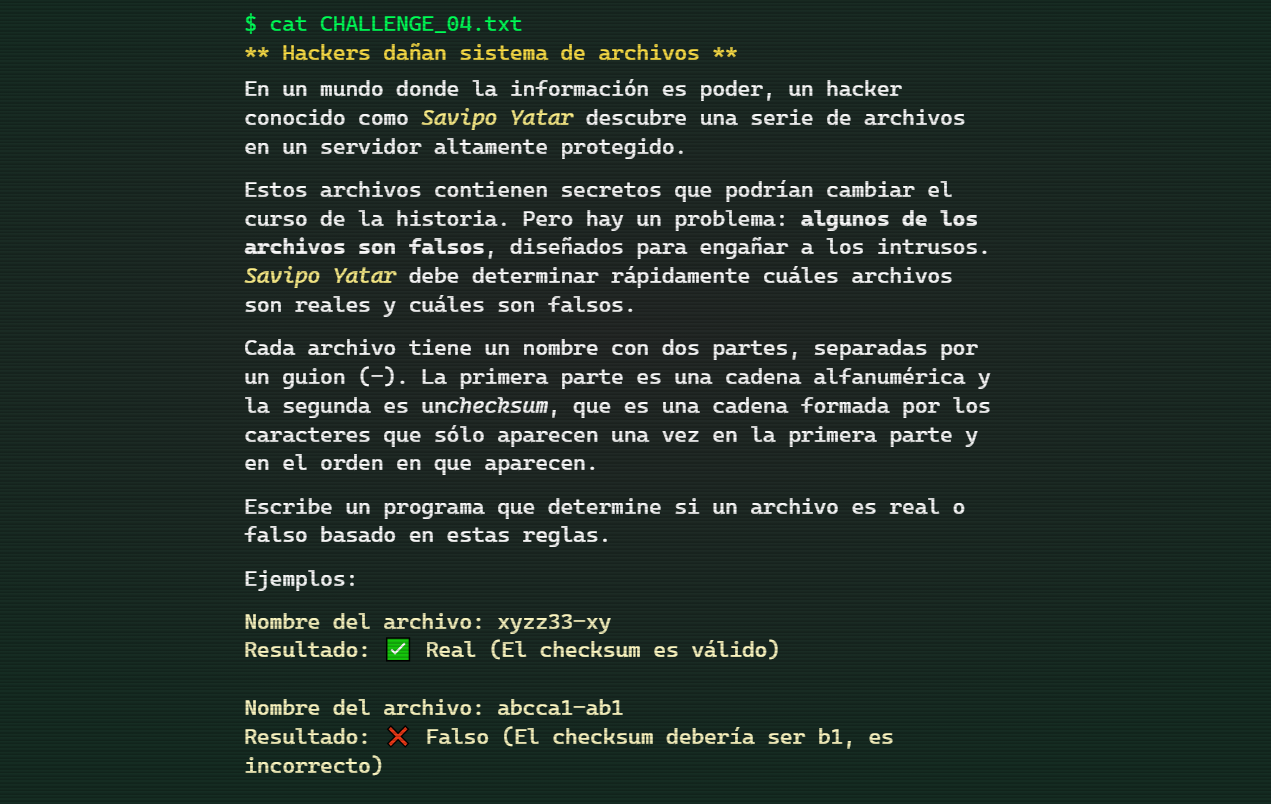 $ cat CHALLENGE_04.txt
** Hackers dañan sistema de archivos **
En un mundo donde la información es poder, un hacker
conocido como Savipo Yatar descubre una serie de archivos
en un servidor altamente protegido.
Estos archivos contienen secretos que podrían cambiar el
curso de la historia. Pero hay un problema: algunos de los
archivos son falsos, diseñados para engañar a los intrusos.
Savipo Yatar debe determinar rápidamente cuáles archivos
son reales y cuáles son falsos.
Cada archivo tiene un nombre con dos partes, separadas por
un guion (-). La primera parte es una cadena alfanumérica y
la segunda es unchecksum, que es una cadena formada por los
caracteres que sólo aparecen una vez en la primera parte y
en el orden en que aparecen.
Escribe un programa que determine si un archivo es real o
falso basado en estas reglas.
Ejemplos:
Nombre del archivo: xyzz33-xy
Resultado: ✅ Real (El checksum es válido)
Nombre del archivo: abcca1-ab1
Resultado: ❌ Falso (El checksum debería ser b1, es
incorrecto)